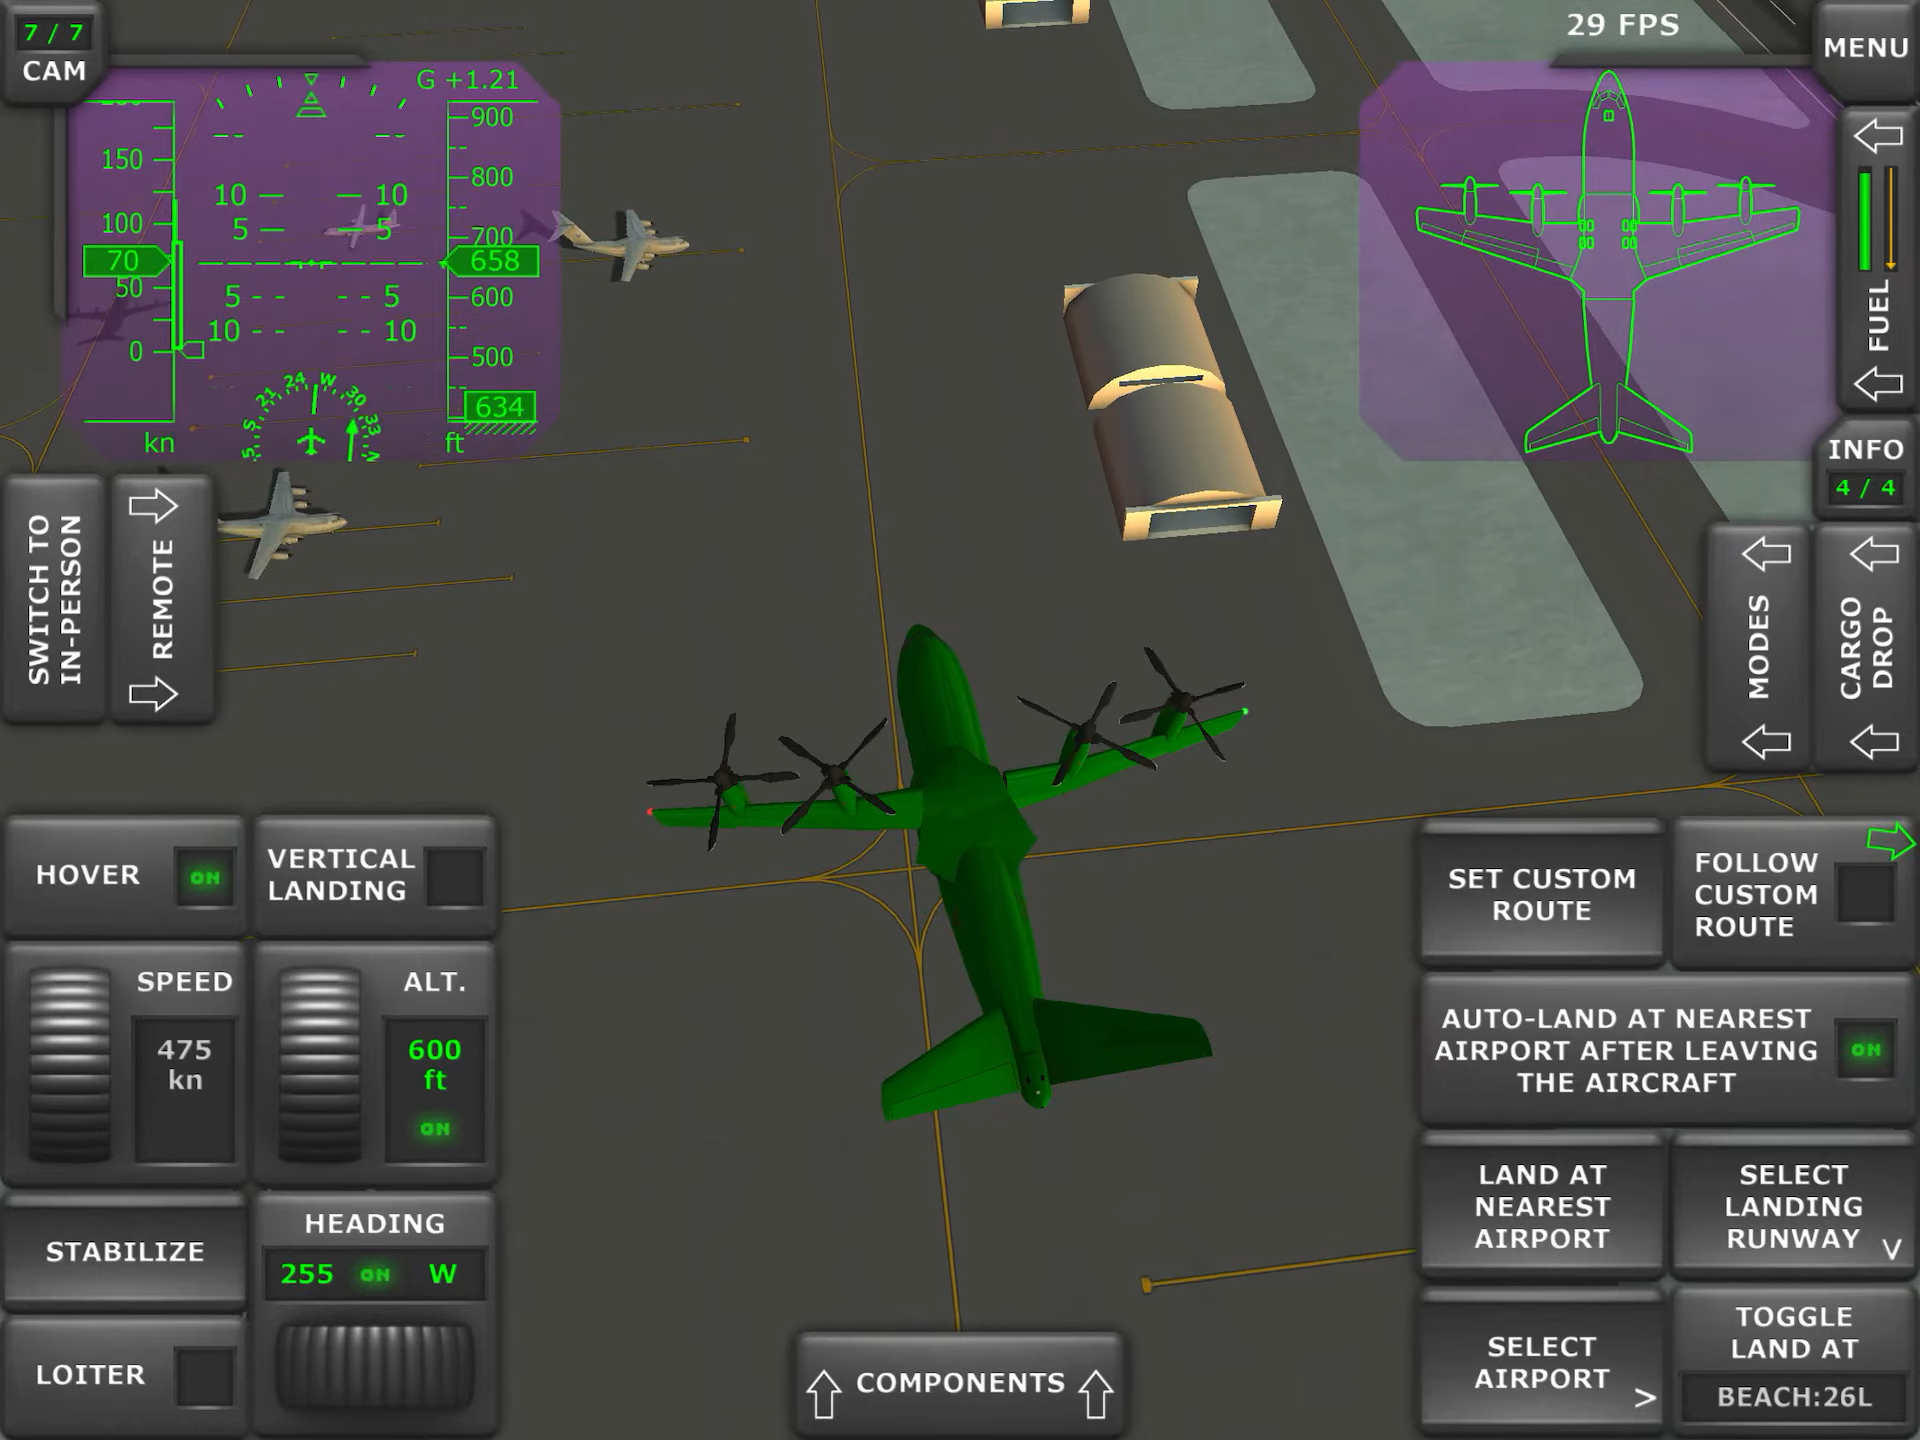 7 / 7
CAM
29 FPS
MENU
G +1.21
150
100
70
50
0
kn
10 10
5 5
5 5
10 10
900
800
700
658
600
500
634
ft
S 21 24 W 30 33 N
FUEL
INFO
4 / 4
SWITCH TO
IN-PERSON
REMOTE
MODES
CARGO
DROP
HOVER ON
VERTICAL
LANDING
SPEED
475
kn
ALT.
600
ft
ON
STABILIZE
HEADING
255 ON W
LOITER
COMPONENTS
SET CUSTOM
ROUTE
FOLLOW
CUSTOM
ROUTE
AUTO-LAND AT NEAREST
AIRPORT AFTER LEAVING
THE AIRCRAFT
ON
LAND AT
NEAREST
AIRPORT
SELECT
LANDING
RUNWAY
SELECT
AIRPORT
TOGGLE
LAND AT
BEACH:26L